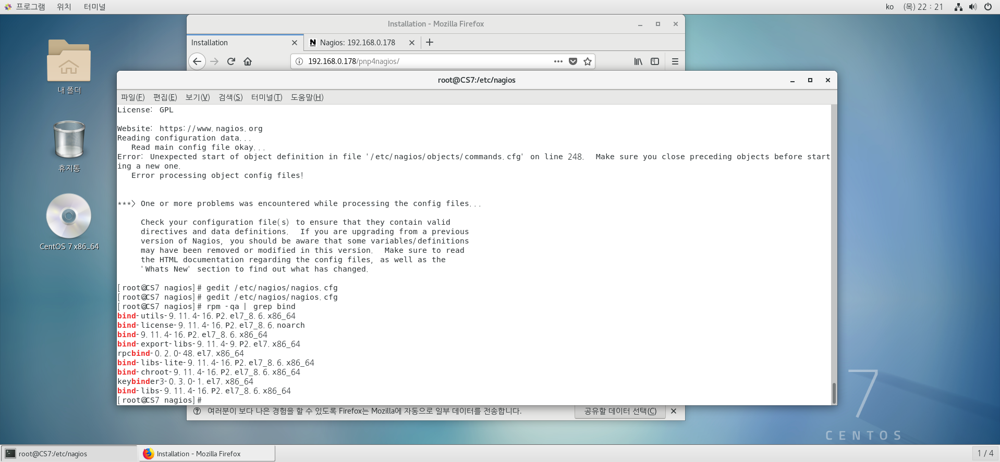 프로그램 위치 터미널 ko (목) 22 : 21
Installation - Mozilla Firefox
Installation Nagios: 192.168.0.178
192.168.0.178/pnp4nagios/
root@CS7:/etc/nagios
파일(F) 편집(E) 보기(V) 검색(S) 터미널(T) 도움말(H)
License: GPL
Website: https://www.nagios.org
Reading configuration data...
Read main config file okay...
Error: Unexpected start of object definition in file '/etc/nagios/objects/commands.cfg' on line 248. Make sure you close preceding objects before start
ing a new one.
Error processing object config files!
***> One or more problems was encountered while processing the config files...
Check your configuration file(s) to ensure that they contain valid
directives and data definitions. If you are upgrading from a previous
version of Nagios, you should be aware that some variables/definitions
may have been removed or modified in this version. Make sure to read
the HTML documentation regarding the config files, as well as the
'Whats New' section to find out what has changed.
[root@CS7 nagios]# gedit /etc/nagios/nagios.cfg
[root@CS7 nagios]# gedit /etc/nagios/nagios.cfg
[root@CS7 nagios]# rpm -qa | grep bind
bind-utils-9.11.4-16.P2.el7_8.6.x86_64
bind-license-9.11.4-16.P2.el7_8.6.noarch
bind-9.11.4-16.P2.el7_8.6.x86_64
bind-export-libs-9.11.4-9.P2.el7.x86_64
rpcbind-0.2.0-48.el7.x86_64
bind-libs-lite-9.11.4-16.P2.el7_8.6.x86_64
bind-chroot-9.11.4-16.P2.el7_8.6.x86_64
keybinder3-0.3.0-1.el7.x86_64
bind-libs-9.11.4-16.P2.el7_8.6.x86_64
[root@CS7 nagios]#
여러분이 보다 나은 경험을 할 수 있도록 Firefox는 Mozilla에 자동으로 일부 데이터를 전송합니다. 공유할 데이터 선택(C)
내 폴더
휴지통
CentOS 7 x86_64
7
CENTOS
root@CS7:/etc/nagios Installation - Mozilla Firefox 1 / 4